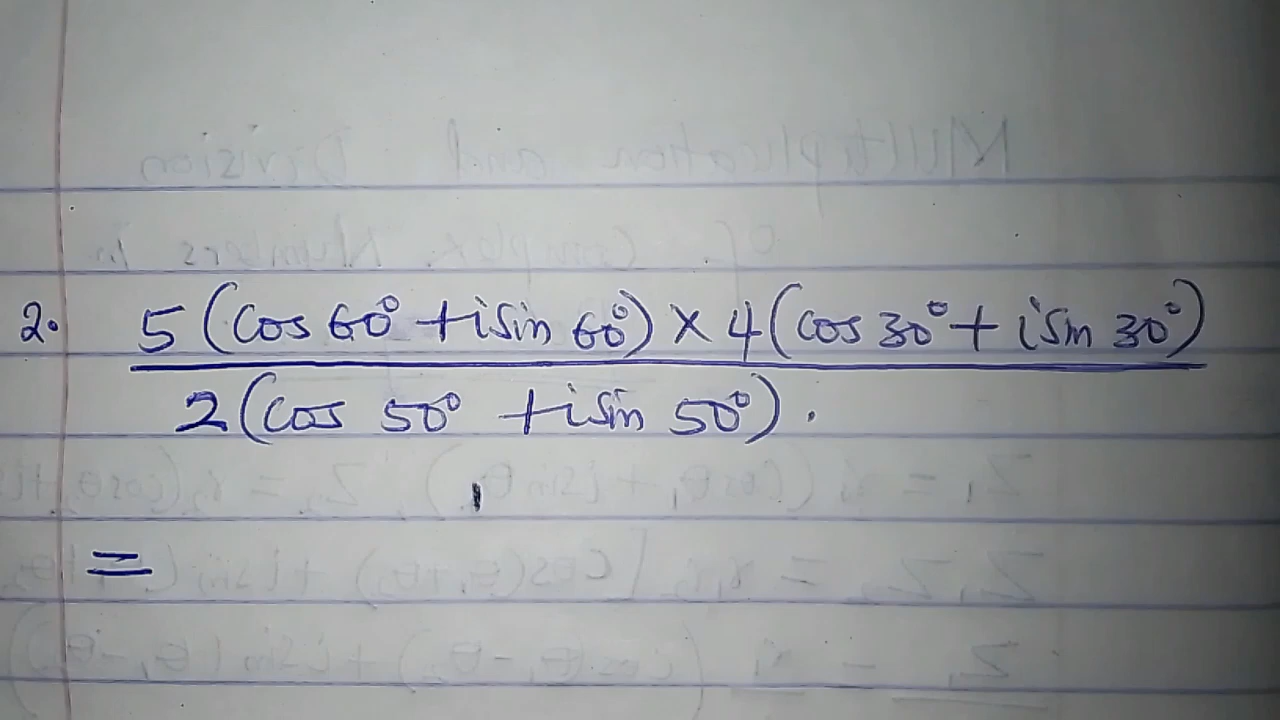 2. 5 (cos 60° + i sin 60°) × 4 (cos 30° + i sin 30°)
2 (cos 50° + i sin 50°).
=